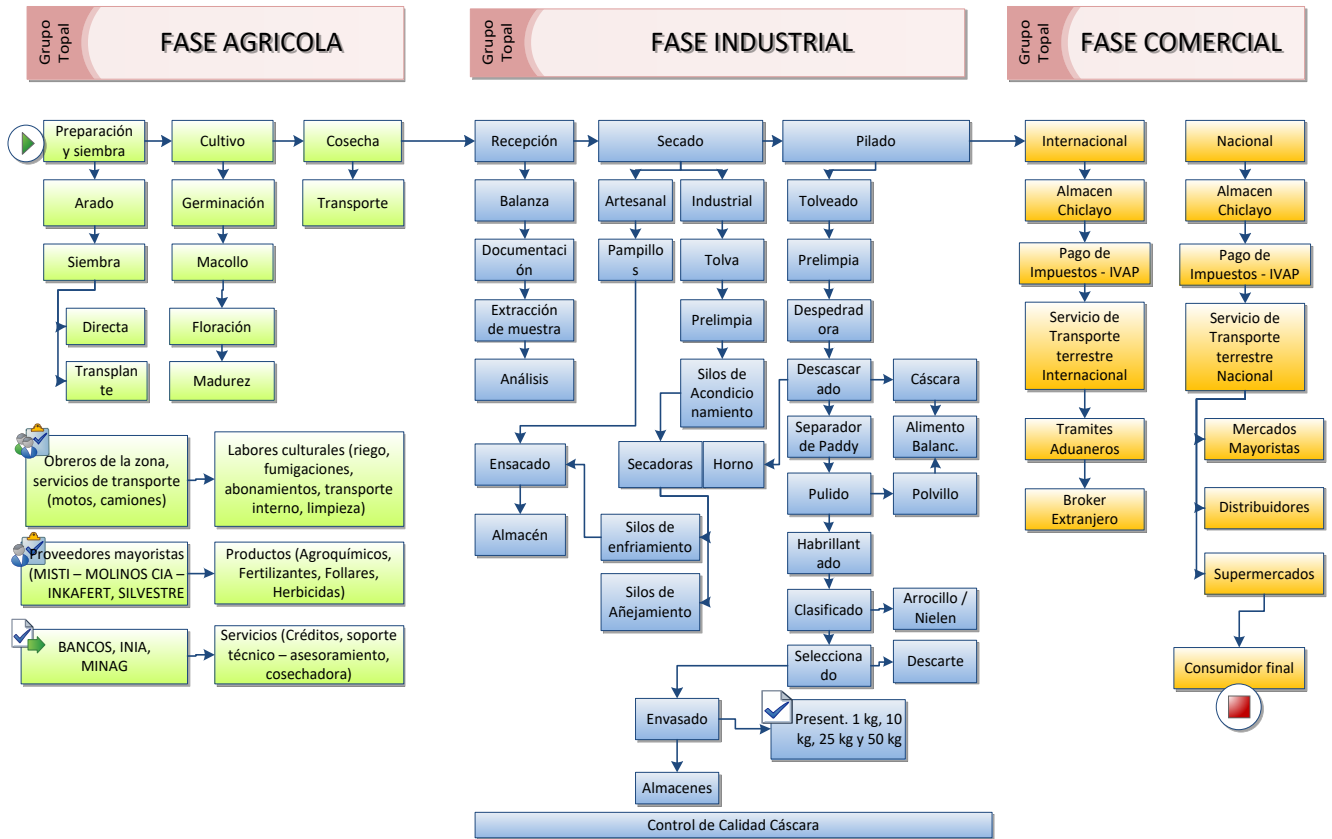 Grupo
Topal
FASE AGRICOLA
Grupo
Topal
FASE INDUSTRIAL
Grupo
Topal
FASE COMERCIAL
Preparación
y siembra
Cultivo
Cosecha
Arado
Germinación
Transporte
Siembra
Macollo
Directa
Floración
Transplante
Madurez
Obreros de la zona,
servicios de transporte
(motos, camiones)
Labores culturales (riego,
fumigaciones,
abonamientos, transporte
interno, limpieza)
Proveedores mayoristas
(MISTI – MOLINOS CIA –
INKAFERT, SILVESTRE
Productos (Agroquímicos,
Fertilizantes, Follares,
Herbicidas)
BANCOS, INIA,
MINAG
Servicios (Créditos, soporte
técnico – asesoramiento,
cosechadora)
Recepción
Secado
Pilado
Balanza
Artesanal
Industrial
Tolveado
Documentaci
ón
Pampillo
s
Tolva
Prelimpia
Extracción
de muestra
Prelimpia
Despedrad
ora
Análisis
Silos de
Acondicio
namiento
Descascar
ado
Cáscara
Ensacado
Secadoras
Horno
Separador
de Paddy
Alimento
Balanc.
Pulido
Polvillo
Almacén
Silos de
enfriamiento
Habrillant
ado
Silos de
Añejamiento
Clasificado
Arrocillo /
Nielen
Selecciona
do
Descarte
Envasado
Present. 1 kg, 10
kg, 25 kg y 50 kg
Almacenes
Control de Calidad Cáscara
Internacional
Nacional
Almacen
Chiclayo
Almacen
Chiclayo
Pago de
Impuestos - IVAP
Pago de
Impuestos - IVAP
Servicio de
Transporte
terrestre
Internacional
Servicio de
Transporte
terrestre
Nacional
Tramites
Aduaneros
Mercados
Mayoristas
Broker
Extranjero
Distribuidores
Supermercados
Consumidor final